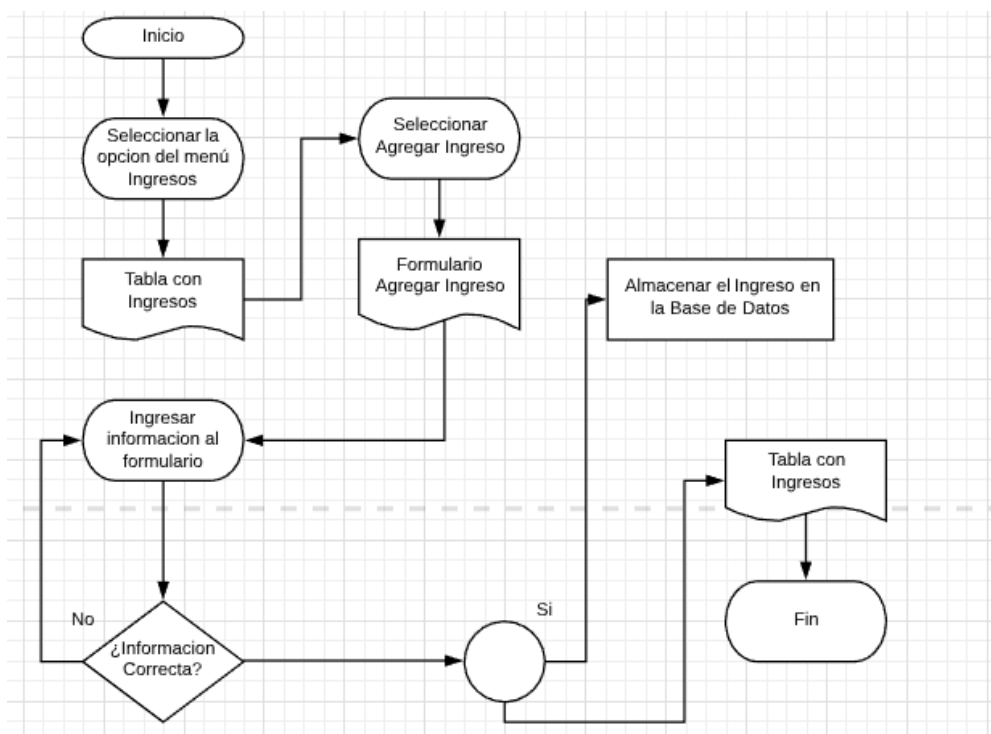 Inicio
Seleccionar la
opcion del menú
Ingresos
Tabla con
Ingresos
Seleccionar
Agregar Ingreso
Formulario
Agregar Ingreso
Almacenar el Ingreso en
la Base de Datos
Ingresar
informacion al
formulario
No
¿Informacion
Correcta?
Si
Tabla con
Ingresos
Fin